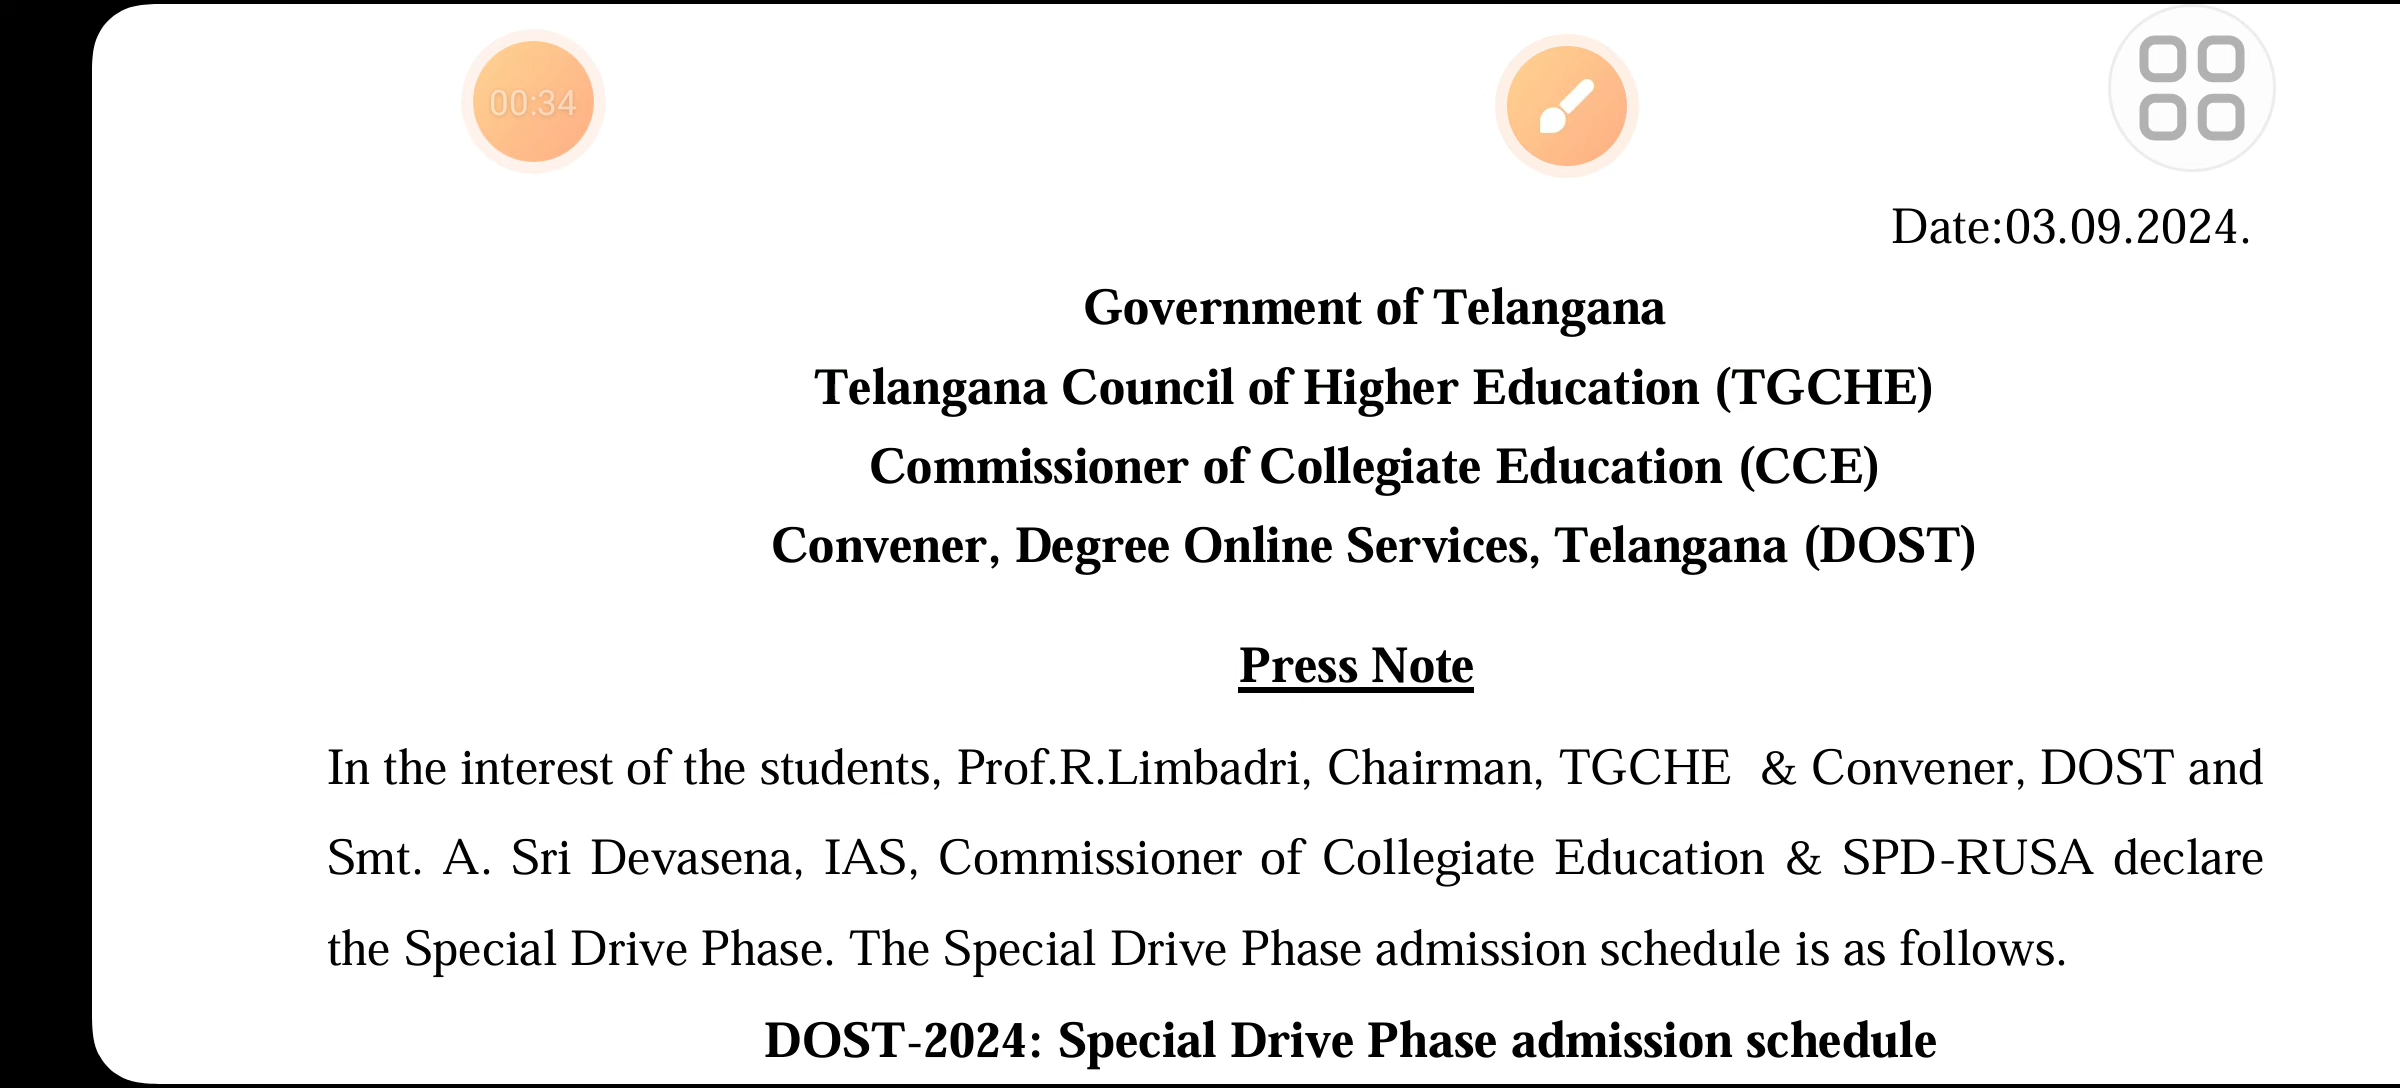 00:34
Date:03.09.2024.
Government of Telangana
Telangana Council of Higher Education (TGCHE)
Commissioner of Collegiate Education (CCE)
Convener, Degree Online Services, Telangana (DOST)
Press Note
In the interest of the students, Prof.R.Limbadri, Chairman, TGCHE & Convener, DOST and
Smt. A. Sri Devasena, IAS, Commissioner of Collegiate Education & SPD-RUSA declare
the Special Drive Phase. The Special Drive Phase admission schedule is as follows.
DOST-2024: Special Drive Phase admission schedule